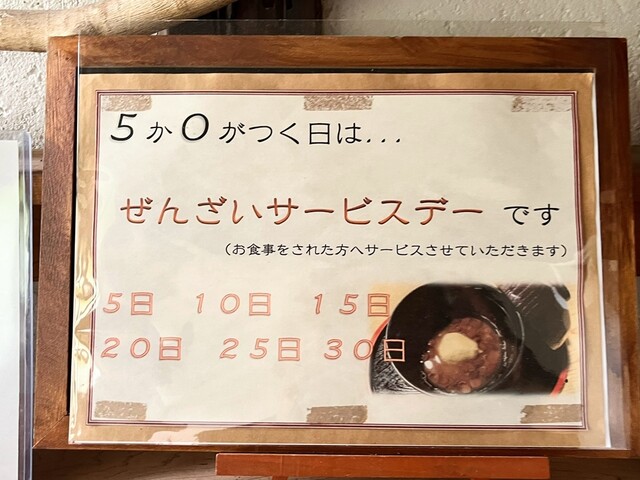 5か0がつく日は...
ぜんざいサービスデー です
(お食事をされた方へサービスさせていただきます)
5日 10日 15日
20日 25日 30日